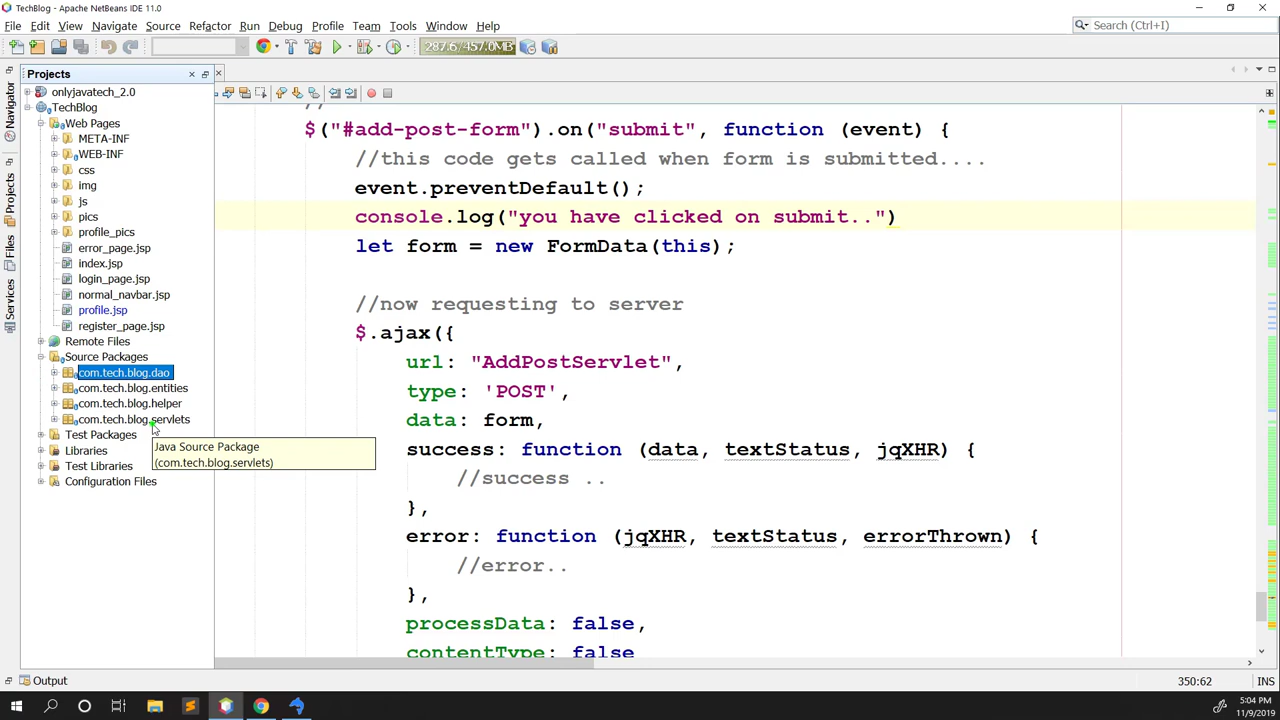 TechBlog - Apache NetBeans IDE 11.0
File Edit View Navigate Source Refactor Run Debug Profile Team Tools Window Help
Search (Ctrl+I)
287.6/457.0MB
Projects
Navigator
Projects
Files
Services
onlyjavatech_2.0
TechBlog
Web Pages
META-INF
WEB-INF
css
img
js
pics
profile_pics
error_page.jsp
index.jsp
login_page.jsp
normal_navbar.jsp
profile.jsp
register_page.jsp
Remote Files
Source Packages
com.tech.blog.dao
com.tech.blog.entities
com.tech.blog.helper
com.tech.blog.servlets
Test Packages
Libraries
Test Libraries
Configuration Files
Java Source Package
(com.tech.blog.servlets)
//
$("#add-post-form").on("submit", function (event) {
//this code gets called when form is submitted....
event.preventDefault();
console.log("you have clicked on submit..")
let form = new FormData(this);
//now requesting to server
$.ajax({
url: "AddPostServlet",
type: 'POST',
data: form,
success: function (data, textStatus, jqXHR) {
//success ..
},
error: function (jqXHR, textStatus, errorThrown) {
//error..
},
processData: false,
contentType: false
Output
350:62
INS
5:04 PM
11/9/2019